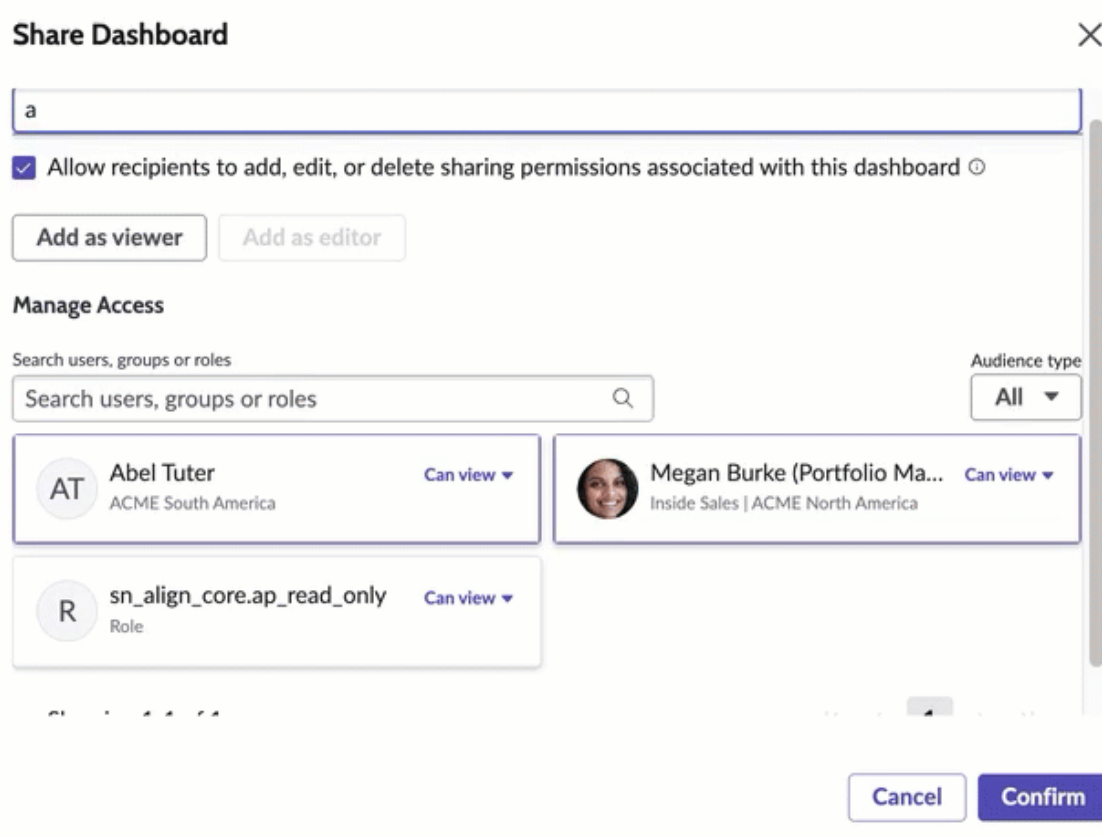 Share Dashboard
a
Allow recipients to add, edit, or delete sharing permissions associated with this dashboard
Add as viewer Add as editor
Manage Access
Search users, groups or roles Audience type
Search users, groups or roles All
AT Abel Tuter Can view
ACME South America
Megan Burke (Portfolio Ma... Can view
Inside Sales | ACME North America
R sn_align_core.ap_read_only Can view
Role
Cancel Confirm